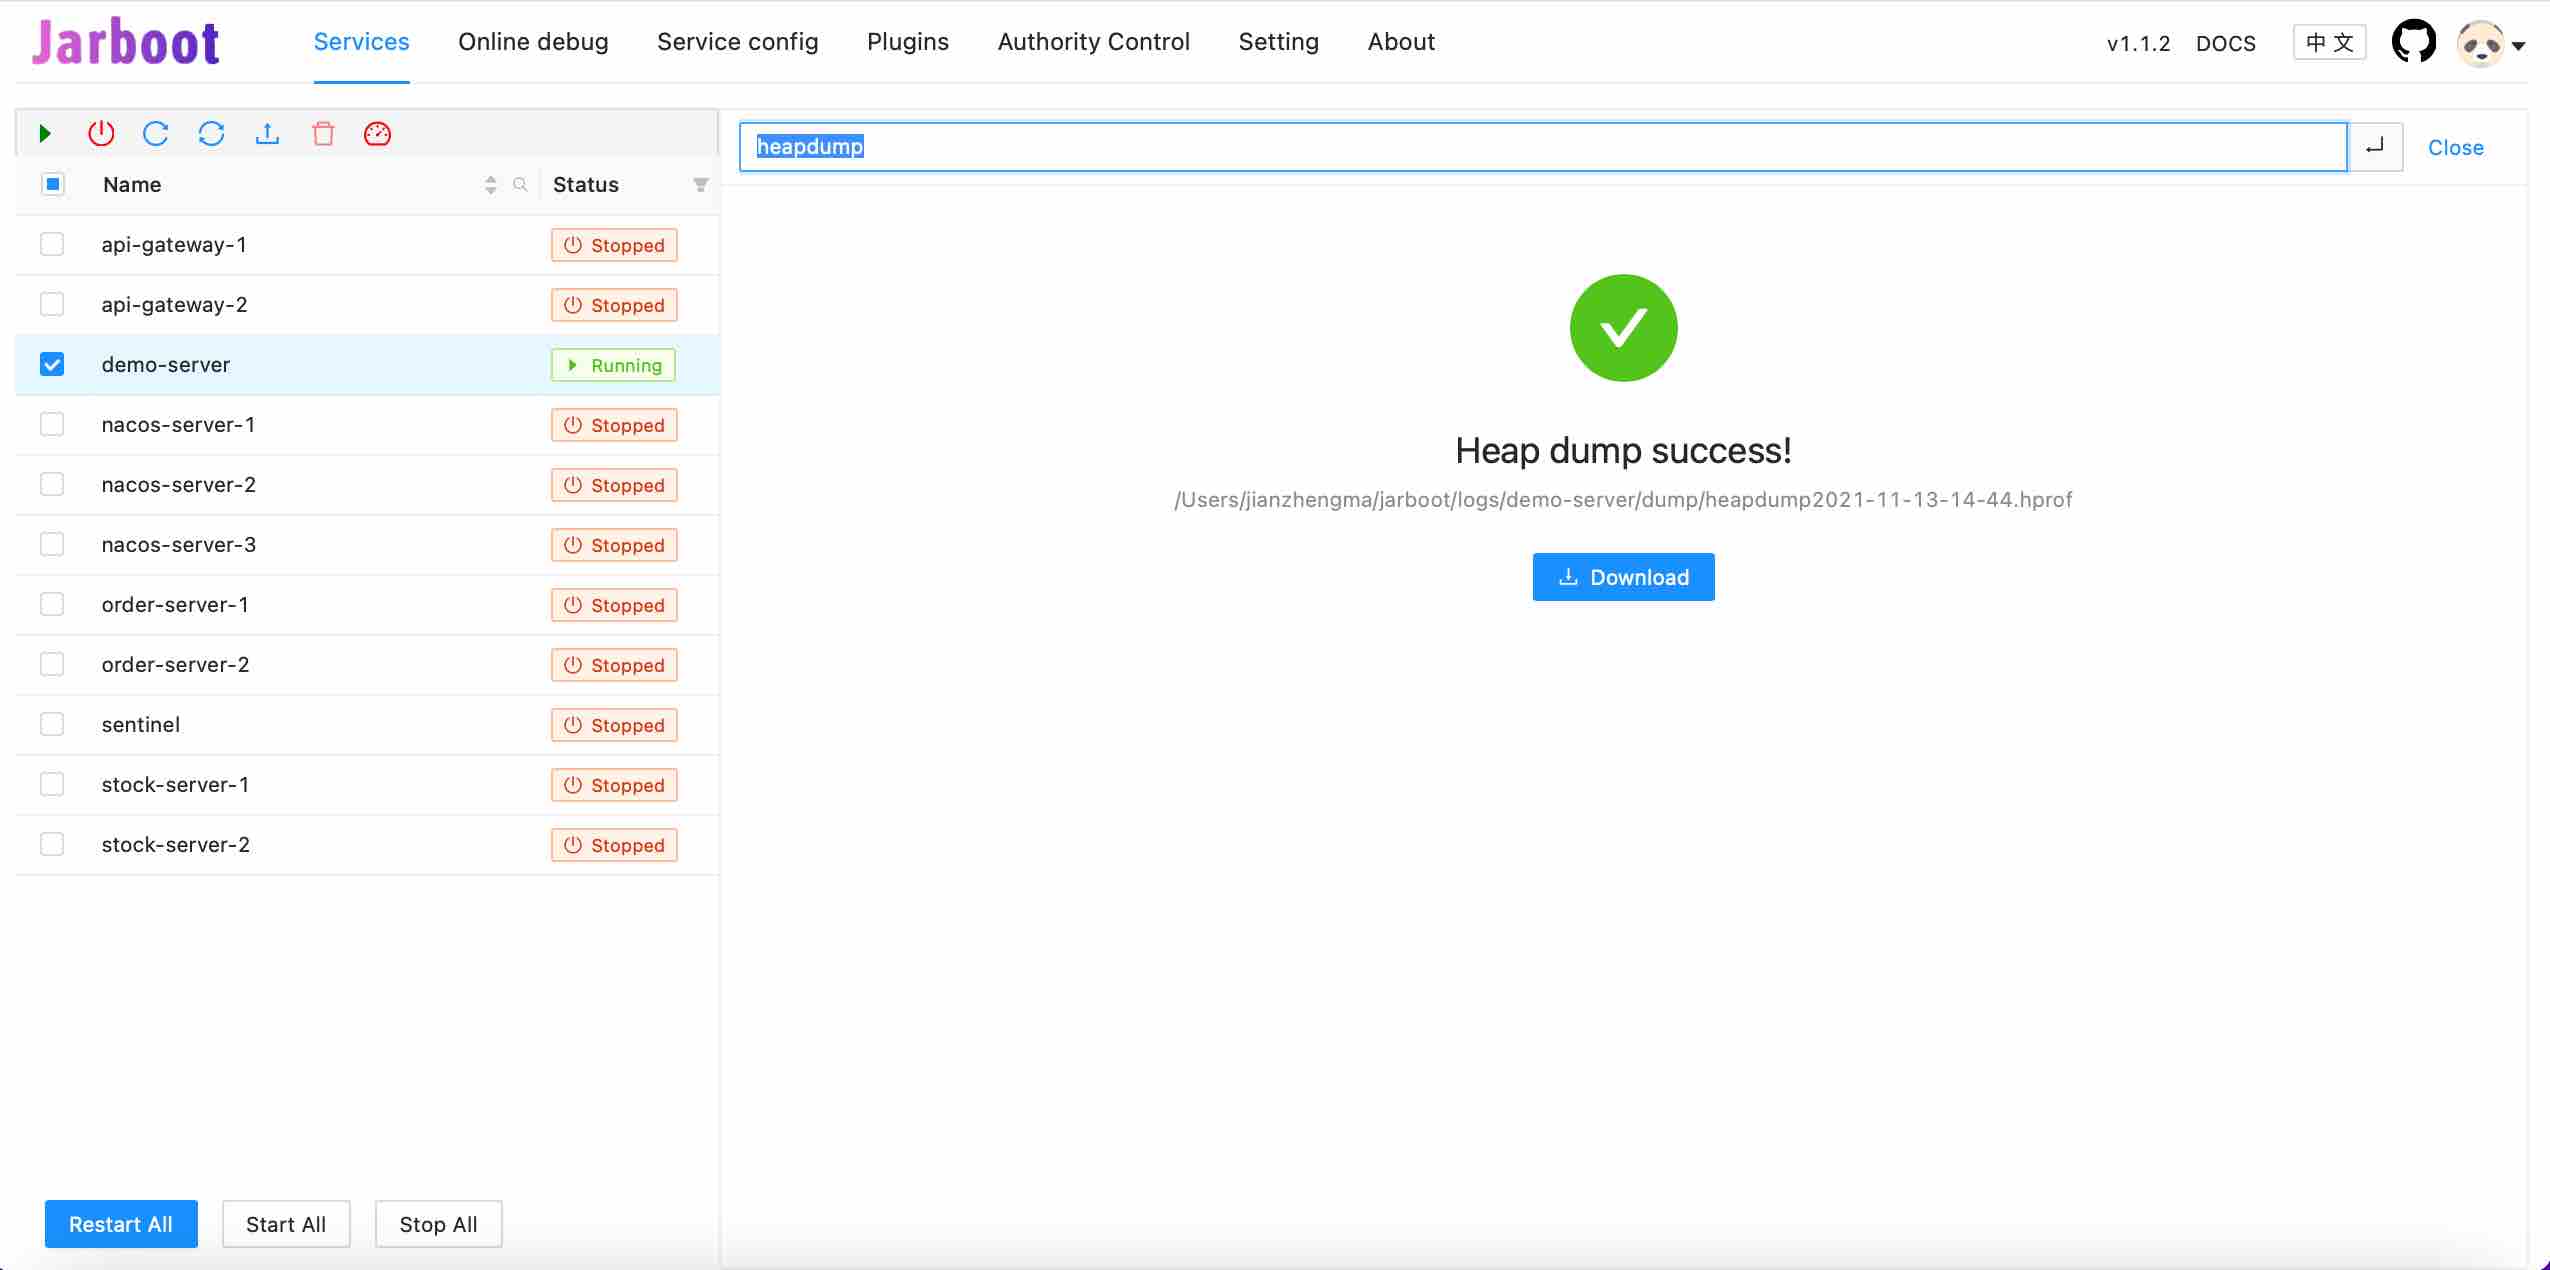 Jarboot
Services Online debug Service config Plugins Authority Control Setting About
v1.1.2 DOCS 中 文
heapdump Close
Name Status
api-gateway-1 Stopped
api-gateway-2 Stopped
demo-server Running
nacos-server-1 Stopped
nacos-server-2 Stopped
nacos-server-3 Stopped
order-server-1 Stopped
order-server-2 Stopped
sentinel Stopped
stock-server-1 Stopped
stock-server-2 Stopped
Heap dump success!
/Users/jianzhengma/jarboot/logs/demo-server/dump/heapdump2021-11-13-14-44.hprof
Download
Restart All Start All Stop All